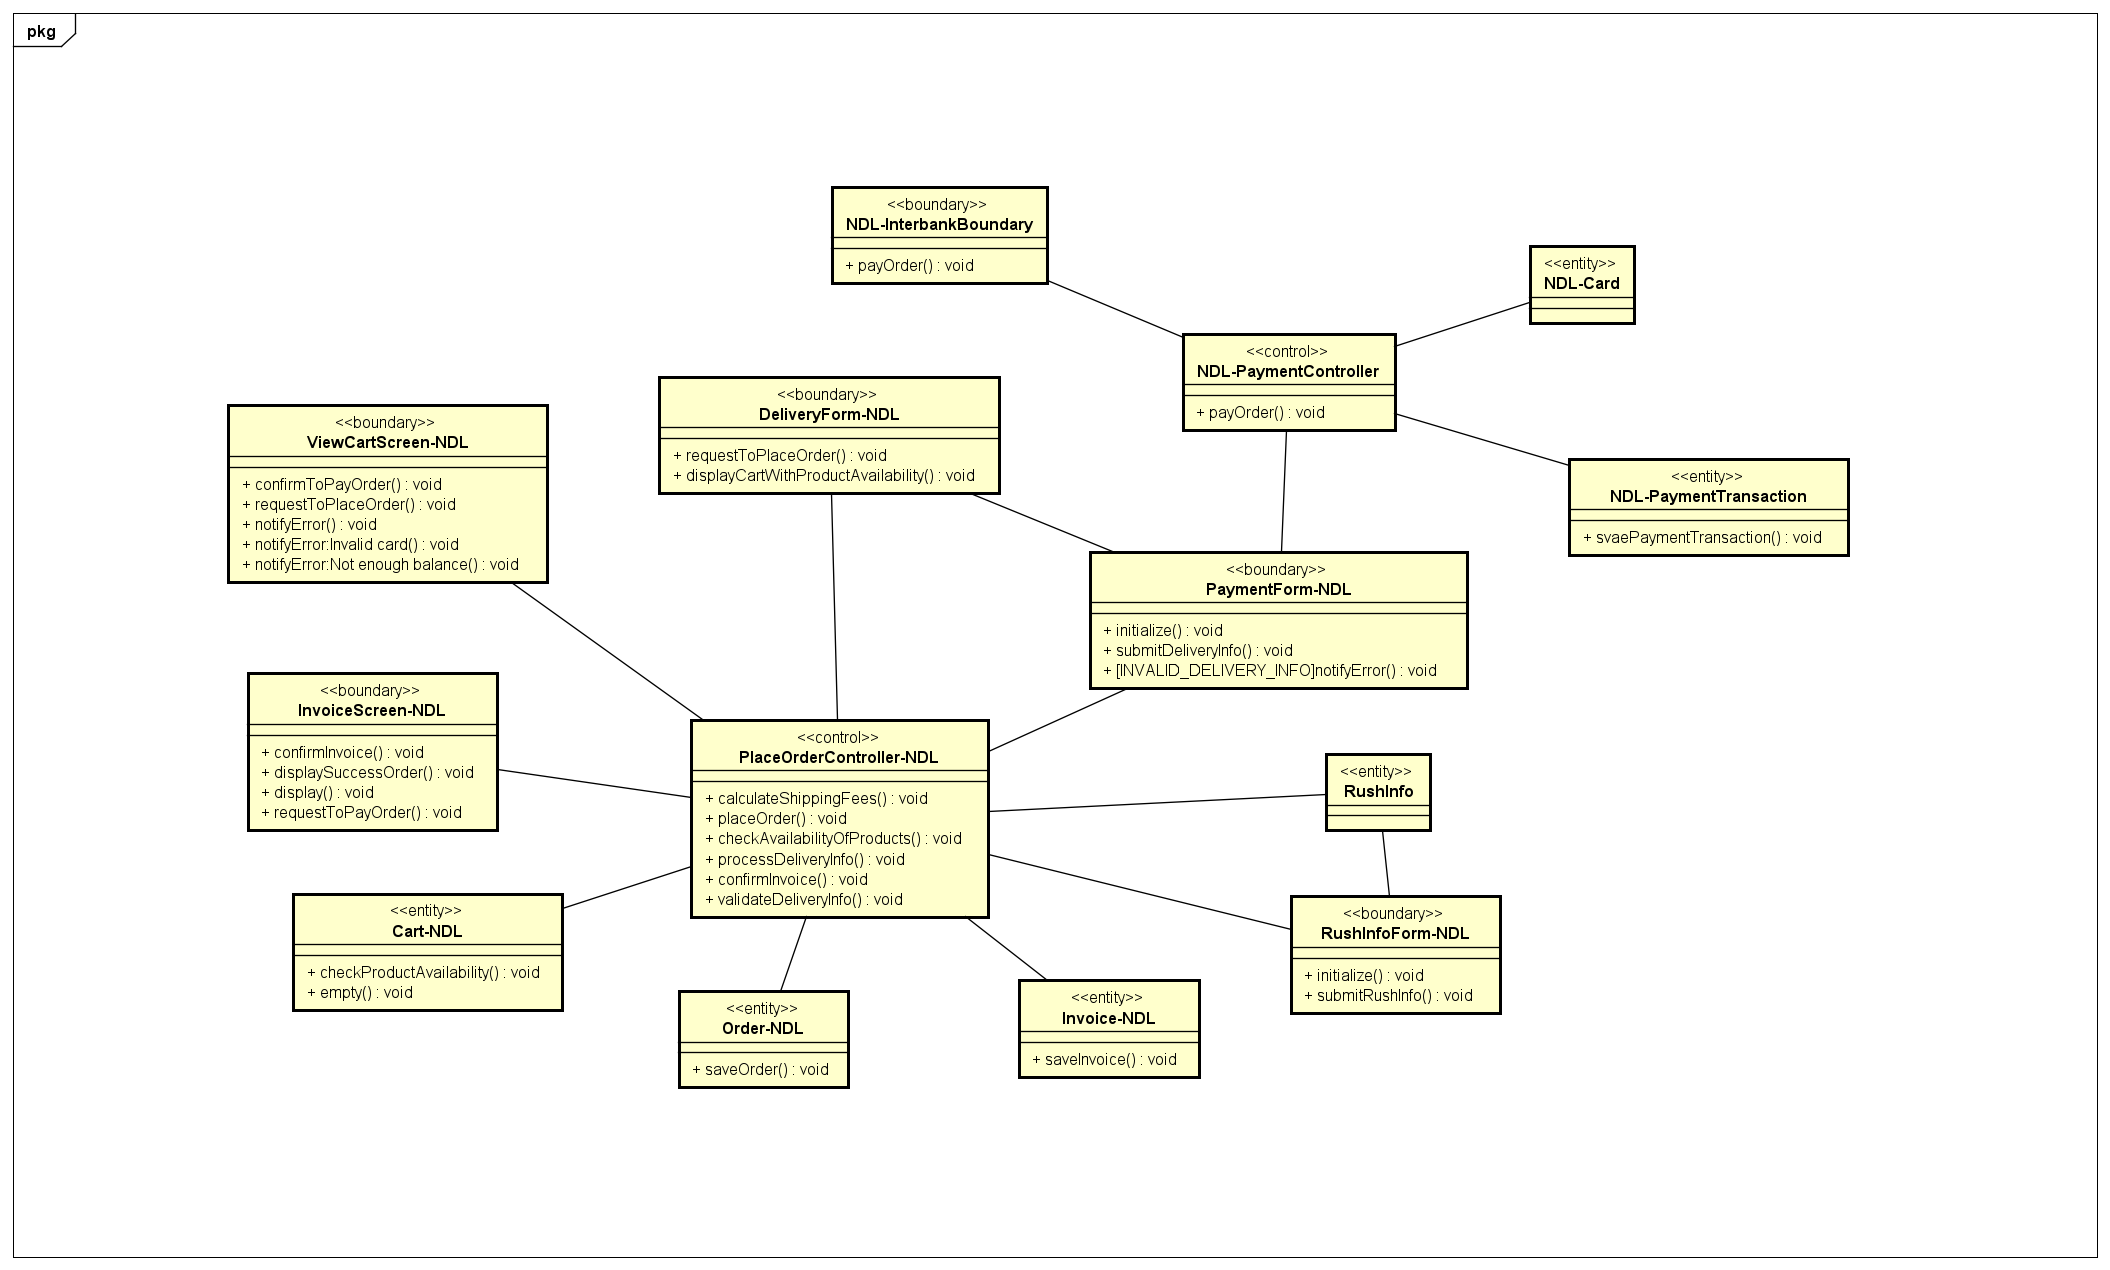 pkg
<<boundary>>
NDL-InterbankBoundary
+ payOrder() : void
<<entity>>
NDL-Card
<<control>>
NDL-PaymentController
+ payOrder() : void
<<boundary>>
DeliveryForm-NDL
+ requestToPlaceOrder() : void
+ displayCartWithProductAvailability() : void
<<boundary>>
ViewCartScreen-NDL
+ confirmToPayOrder() : void
+ requestToPlaceOrder() : void
+ notifyError() : void
+ notifyError:Invalid card() : void
+ notifyError:Not enough balance() : void
<<entity>>
NDL-PaymentTransaction
+ svaePaymentTransaction() : void
<<boundary>>
PaymentForm-NDL
+ initialize() : void
+ submitDeliveryInfo() : void
+ [INVALID_DELIVERY_INFO]notifyError() : void
<<boundary>>
InvoiceScreen-NDL
+ confirmInvoice() : void
+ displaySuccessOrder() : void
+ display() : void
+ requestToPayOrder() : void
<<control>>
PlaceOrderController-NDL
+ calculateShippingFees() : void
+ placeOrder() : void
+ checkAvailabilityOfProducts() : void
+ processDeliveryInfo() : void
+ confirmInvoice() : void
+ validateDeliveryInfo() : void
<<entity>>
RushInfo
<<entity>>
Cart-NDL
+ checkProductAvailability() : void
+ empty() : void
<<boundary>>
RushInfoForm-NDL
+ initialize() : void
+ submitRushInfo() : void
<<entity>>
Order-NDL
+ saveOrder() : void
<<entity>>
Invoice-NDL
+ saveInvoice() : void